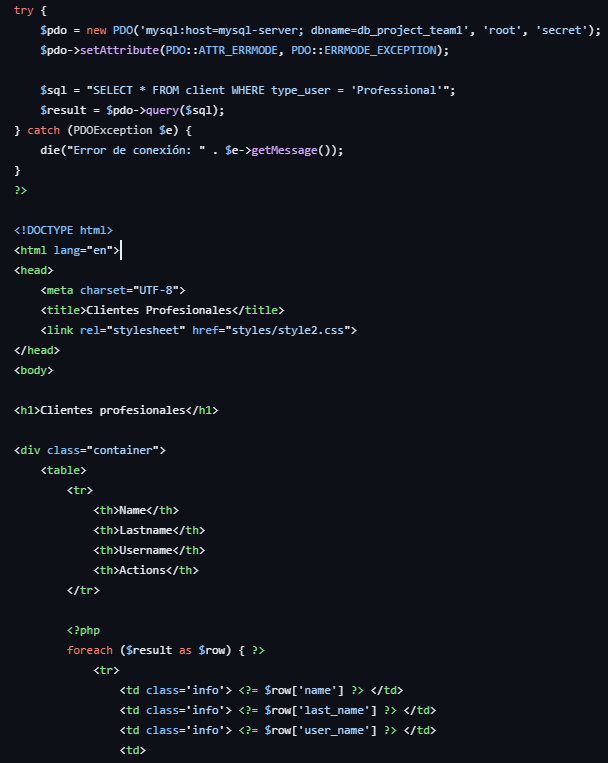 try {
    $pdo = new PDO('mysql:host=mysql-server; dbname=db_project_team1', 'root', 'secret');
    $pdo->setAttribute(PDO::ATTR_ERRMODE, PDO::ERRMODE_EXCEPTION);

    $sql = "SELECT * FROM client WHERE type_user = 'Professional'";
    $result = $pdo->query($sql);
} catch (PDOException $e) {
    die("Error de conexión: " . $e->getMessage());
}
?>

<!DOCTYPE html>
<html lang="en">
<head>
    <meta charset="UTF-8">
    <title>Clientes Profesionales</title>
    <link rel="stylesheet" href="styles/style2.css">
</head>
<body>

<h1>Clientes profesionales</h1>

<div class="container">
    <table>
        <tr>
            <th>Name</th>
            <th>Lastname</th>
            <th>Username</th>
            <th>Actions</th>
        </tr>

        <?php
        foreach ($result as $row) { ?>
            <tr>
                <td class='info'> <?= $row['name'] ?> </td>
                <td class='info'> <?= $row['last_name'] ?> </td>
                <td class='info'> <?= $row['user_name'] ?> </td>
                <td>